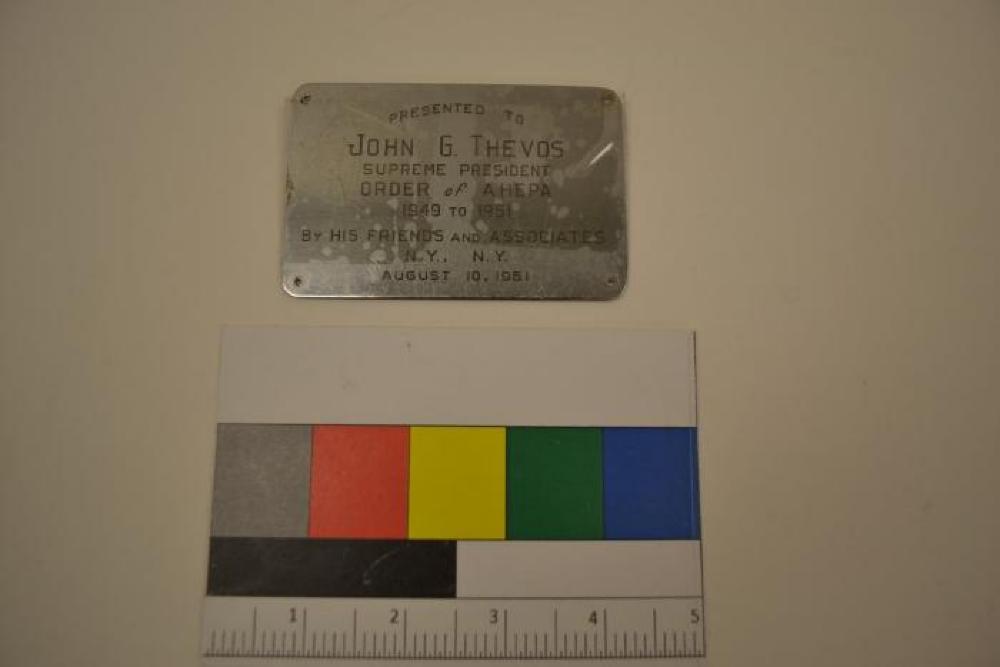 PRESENTED TO
JOHN G. THEVOS
SUPREME PRESIDENT
ORDER of AHEPA
1949 TO 1951
BY HIS FRIENDS AND ASSOCIATES
N.Y., N.Y.
AUGUST 10, 1951
1 2 3 4 5